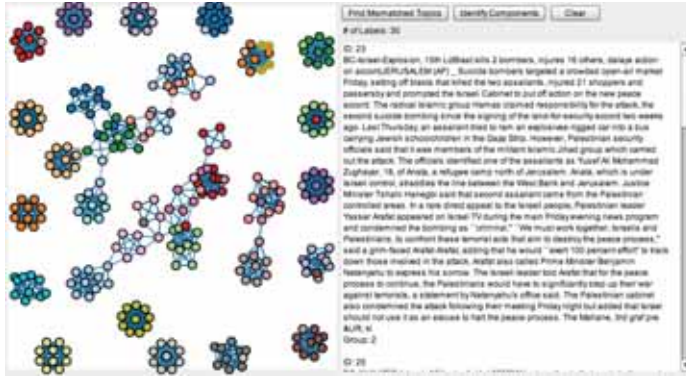 Find Mismatched Topics Identify Components Clear
# of Labels: 30
ID: 23
BC-Israel-Explosion, 10th LdBlast kills 2 bombers, injures 16 others, delays action
on accordJERUSALEM (AP) _ Suicide bombers targeted a crowded open-air market
Friday, setting off blasts that killed the two assailants, injured 21 shoppers and
passersby and prompted the Israeli Cabinet to put off action on the new peace
accord. The radical Islamic group Hamas claimed responsibility for the attack, the
second suicide bombing since the signing of the land-for-security accord two weeks
ago. Last Thursday, an assailant tried to ram an explosives-rigged car into a bus
carrying Jewish schoolchildren in the Gaza Strip. However, Palestinian security
officials said that it was members of the militant Islamic Jihad group which carried
out the attack. The officials identified one of the assailants as Yusef Ali Mohammed
Zughayar, 18, of Anata, a refugee camp north of Jerusalem. Anata, which is under
Israeli control, straddles the line between the West Bank and Jerusalem. Justice
Minister Tzhahi Hanegbi said that second assailant came from the Palestinian
controlled areas. In a rare direct appeal to the Israeli people, Palestinian leader
Yasser Arafat appeared on Israel TV during the main Friday evening news program
and condemned the bombing as ``criminal.'' ``We must work together, Israelis and
Palestinians, to confront these terrorist acts that aim to destroy the peace process,''
said a grim-faced Arafat Arafat, adding that he would ``exert 100 percent effort'' to track
down those involved in the attack. Arafat also called Prime Minister Benjamin
Netanyahu to express his sorrow. The Israeli leader told Arafat that for the peace
process to continue, the Palestinians would have to significantly step up their war
against terrorists, a statement by Netanyahu's office said. The Palestinian cabinet
also condemned the attack following their meeting Friday night but added that Israel
should not use it as an excuse to halt the peace process. The Mahane, 3rd graf pre
&UR; kl
Group: 2
ID: 25